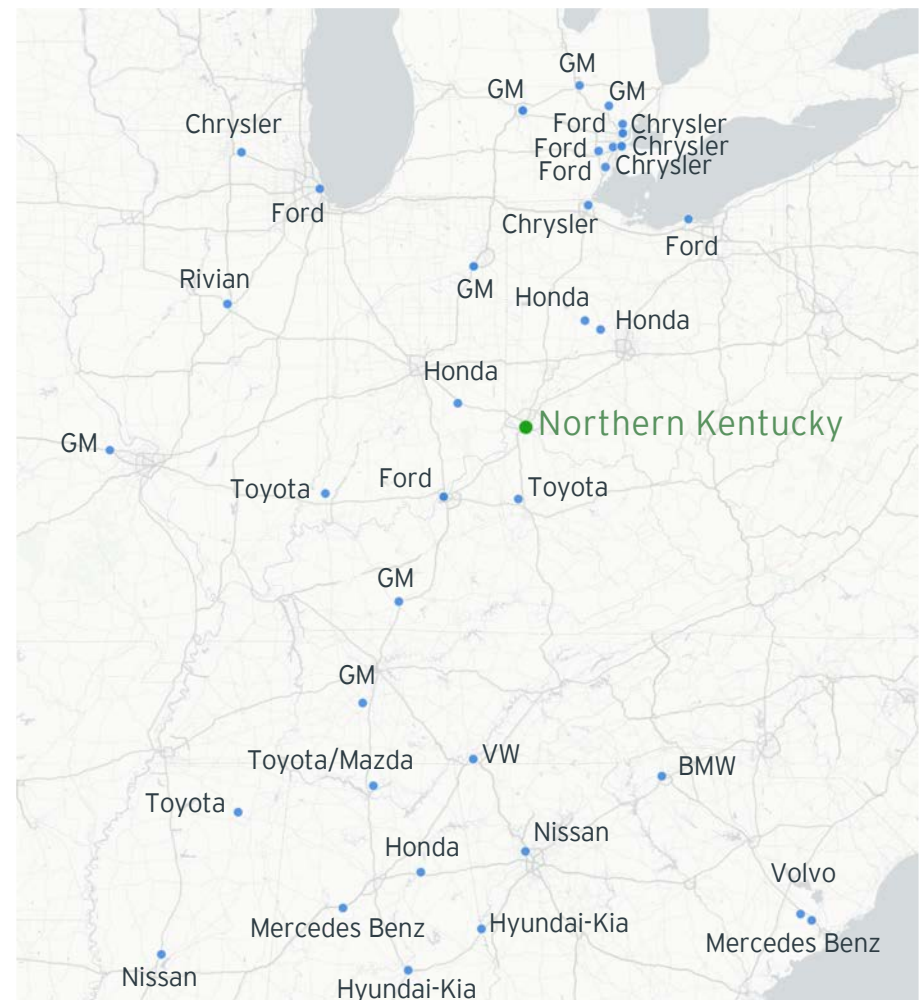 GM
GM
GM
Chrysler
Ford
Chrysler
Ford
Chrysler
Ford
Chrysler
Ford
Chrysler
Ford
GM
Rivian
Honda
Honda
Honda
Northern Kentucky
GM
Toyota
Ford
Toyota
GM
GM
Toyota/Mazda
VW
BMW
Toyota
Nissan
Honda
Volvo
Mercedes Benz
Hyundai-Kia
Mercedes Benz
Nissan
Hyundai-Kia